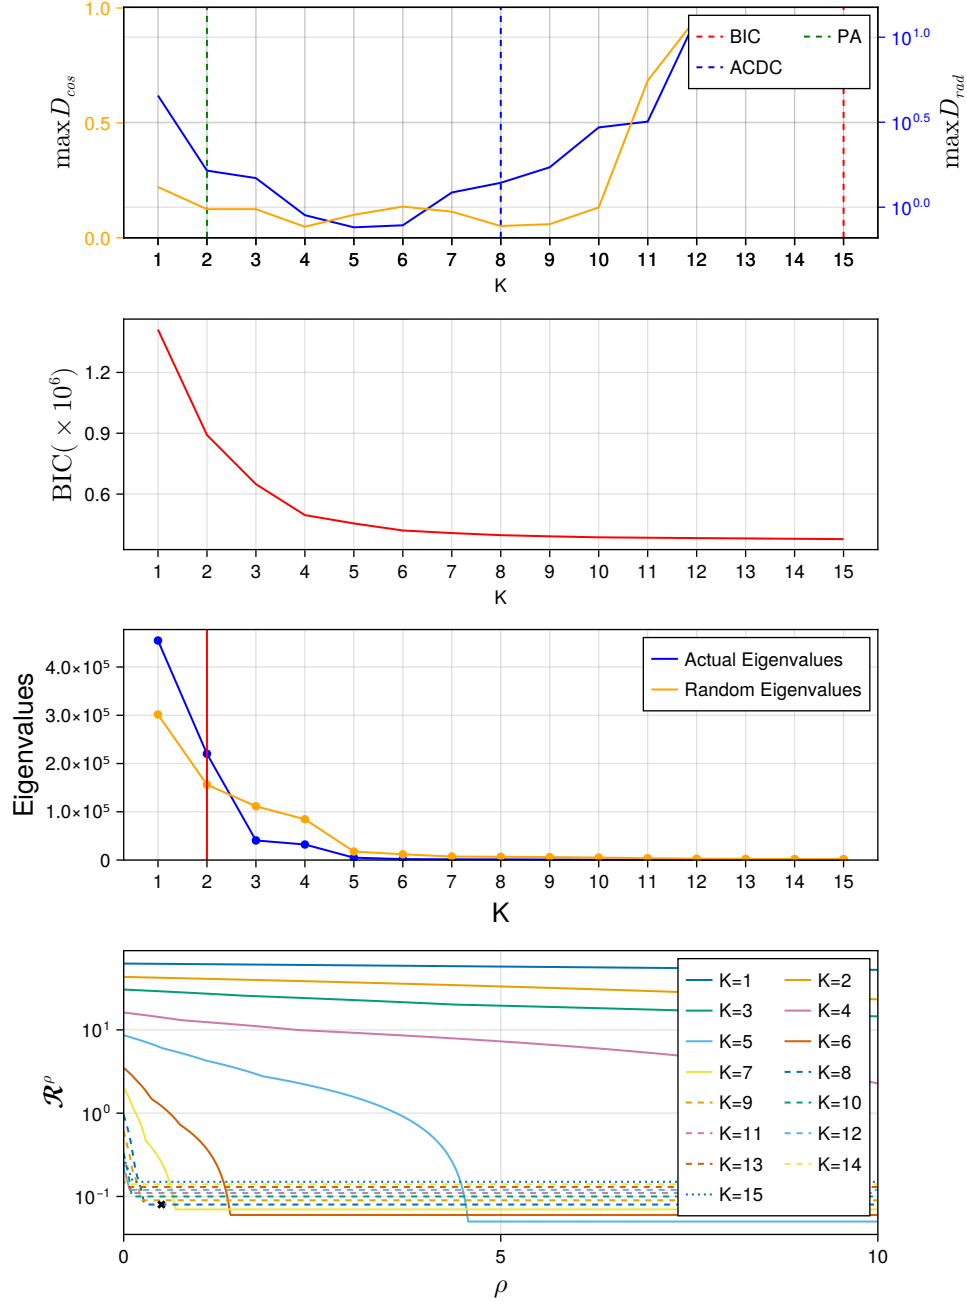 1.0
0.5
0.0
max D_cos
10^1.0
10^0.5
10^0.0
max D_rad
BIC
PA
ACDC
1 2 3 4 5 6 7 8 9 10 11 12 13 14 15
K
BIC( × 10^6)
1.2
0.9
0.6
1 2 3 4 5 6 7 8 9 10 11 12 13 14 15
K
Eigenvalues
4.0×10^5
3.0×10^5
2.0×10^5
1.0×10^5
0
Actual Eigenvalues
Random Eigenvalues
1 2 3 4 5 6 7 8 9 10 11 12 13 14 15
K
ℛ^ρ
10^1
10^0
10^−1
K=1 K=2
K=3 K=4
K=5 K=6
K=7 K=8
K=9 K=10
K=11 K=12
K=13 K=14
K=15
0 5 10
ρ